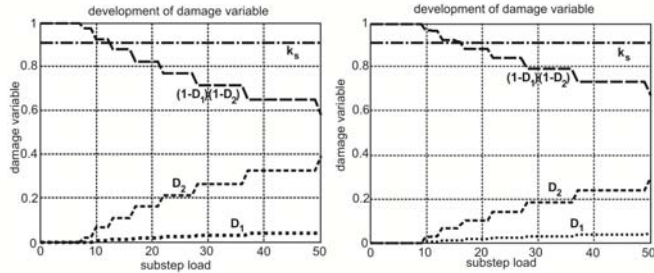 development of damage variable
1
0.8
0.6
0.4
0.2
0
damage variable
k_s
(1-D_1)(1-D_2)
D_2
D_1
0 10 20 30 40 50
substep load
development of damage variable
1
0.8
0.6
0.4
0.2
0
damage variable
k_s
(1-D_1)(1-D_2)
D_2
D_1
0 10 20 30 40 50
substep load